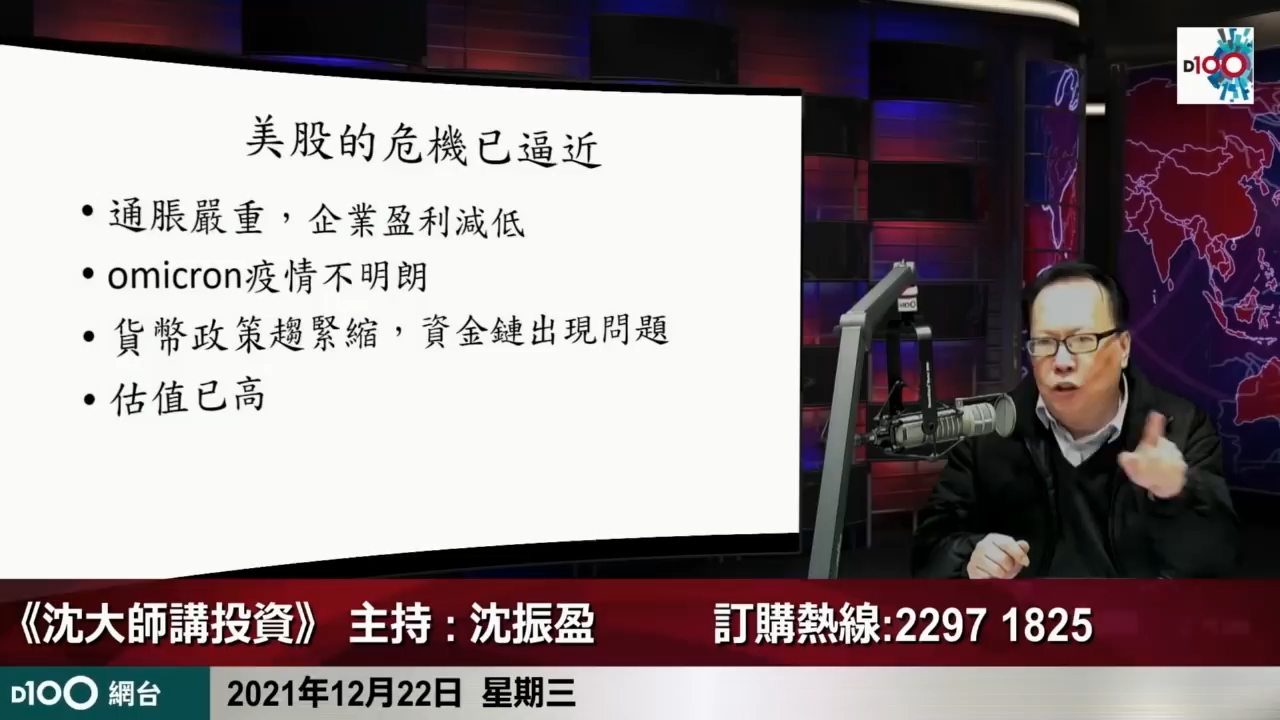 D100
美股的危機已逼近
• 通脹嚴重，企業盈利減低
• omicron疫情不明朗
• 貨幣政策趨緊縮，資金鏈出現問題
• 估值已高
《沈大師講投資》 主持 : 沈振盈 訂購熱線:2297 1825
D100 網台 2021年12月22日 星期三